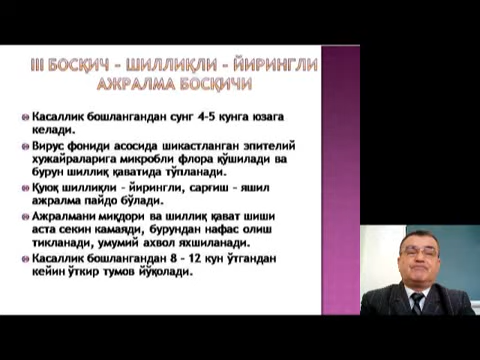 III БОСҚИЧ – ШИЛЛИҚЛИ – ЙИРИНГЛИ
АЖРАЛМА БОСҚИЧИ
Касаллик бошлангандан сунг 4-5 кунга юзага
келади.
Вирус фониди асосида шикастланган эпителий
хужайраларига микробли флора қўшилади ва
бурун шиллиқ қаватида тўпланади.
Қуюқ шиллиқли – йирингли, сарғиш – яшил
ажралма пайдо бўлади.
Ажралмани миқдори ва шиллиқ қават шиши
аста секин камаяди, бурундан нафас олиш
тикланади, умумий ахвол яхшиланади.
Касаллик бошлангандан 8 – 12 кун ўтгандан
кейин ўткир тумов йўқолади.